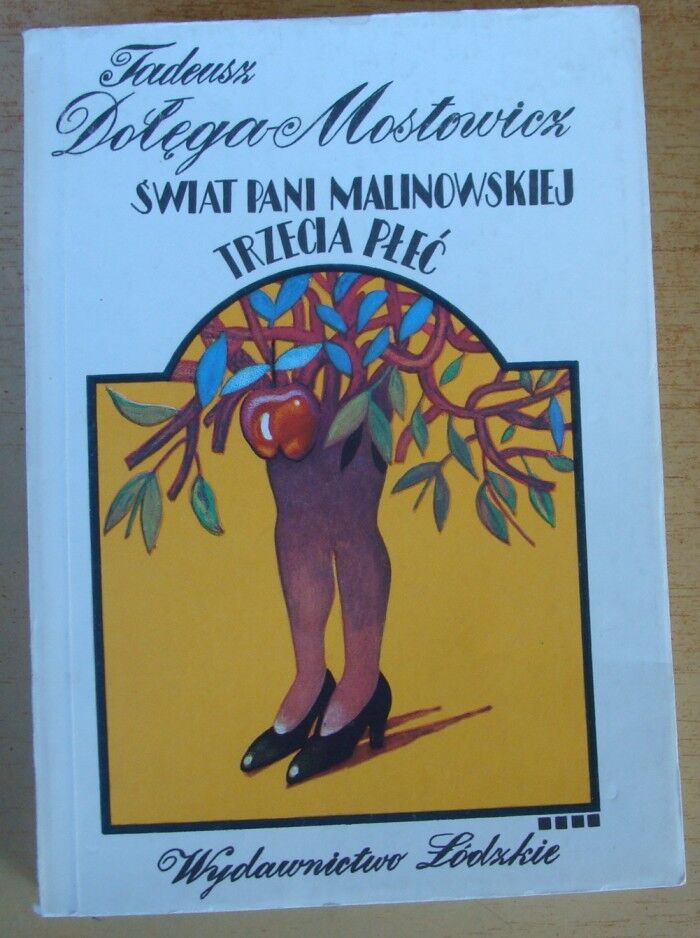 Tadeusz
Dołęga-Mostowicz
ŚWIAT PANI MALINOWSKIEJ
TRZECIA PŁEĆ
Wydawnictwo Łódzkie